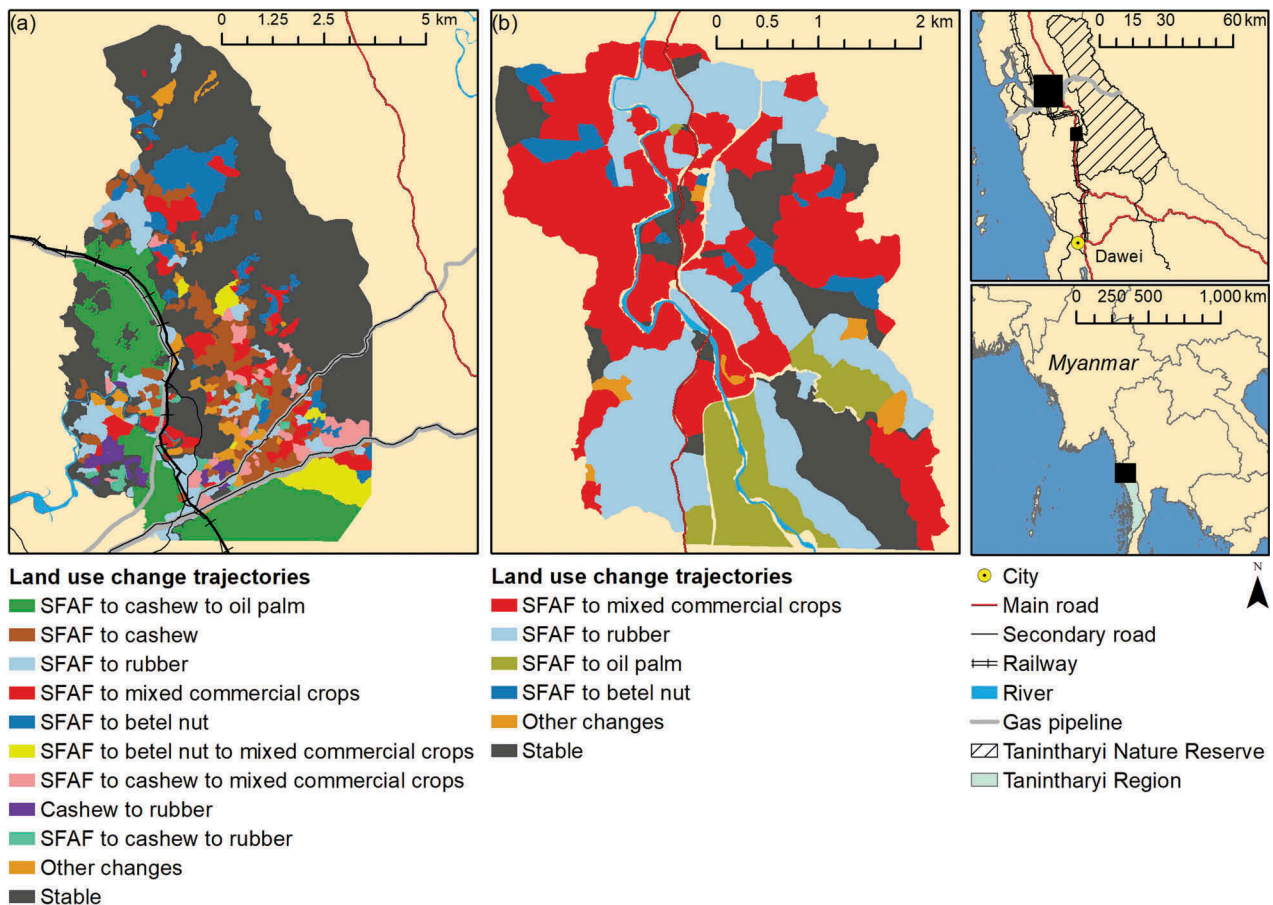 (a)
0 1.25 2.5 5 km
(b)
0 0.5 1 2 km
0 15 30 60 km
Dawei
0 250 500 1,000 km
Myanmar
Land use change trajectories
SFAF to cashew to oil palm
SFAF to cashew
SFAF to rubber
SFAF to mixed commercial crops
SFAF to betel nut
SFAF to betel nut to mixed commercial crops
SFAF to cashew to mixed commercial crops
Cashew to rubber
SFAF to cashew to rubber
Other changes
Stable
Land use change trajectories
SFAF to mixed commercial crops
SFAF to rubber
SFAF to oil palm
SFAF to betel nut
Other changes
Stable
City
Main road
Secondary road
Railway
River
Gas pipeline
Tanintharyi Nature Reserve
Tanintharyi Region
N